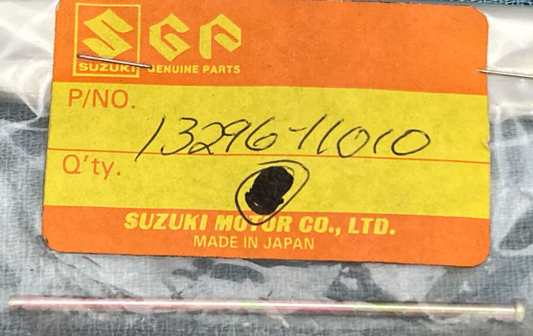 SGP
SUZUKI GENUINE PARTS
P/NO.
13296-11010
Q'ty.
SUZUKI MOTOR CO., LTD.
MADE IN JAPAN